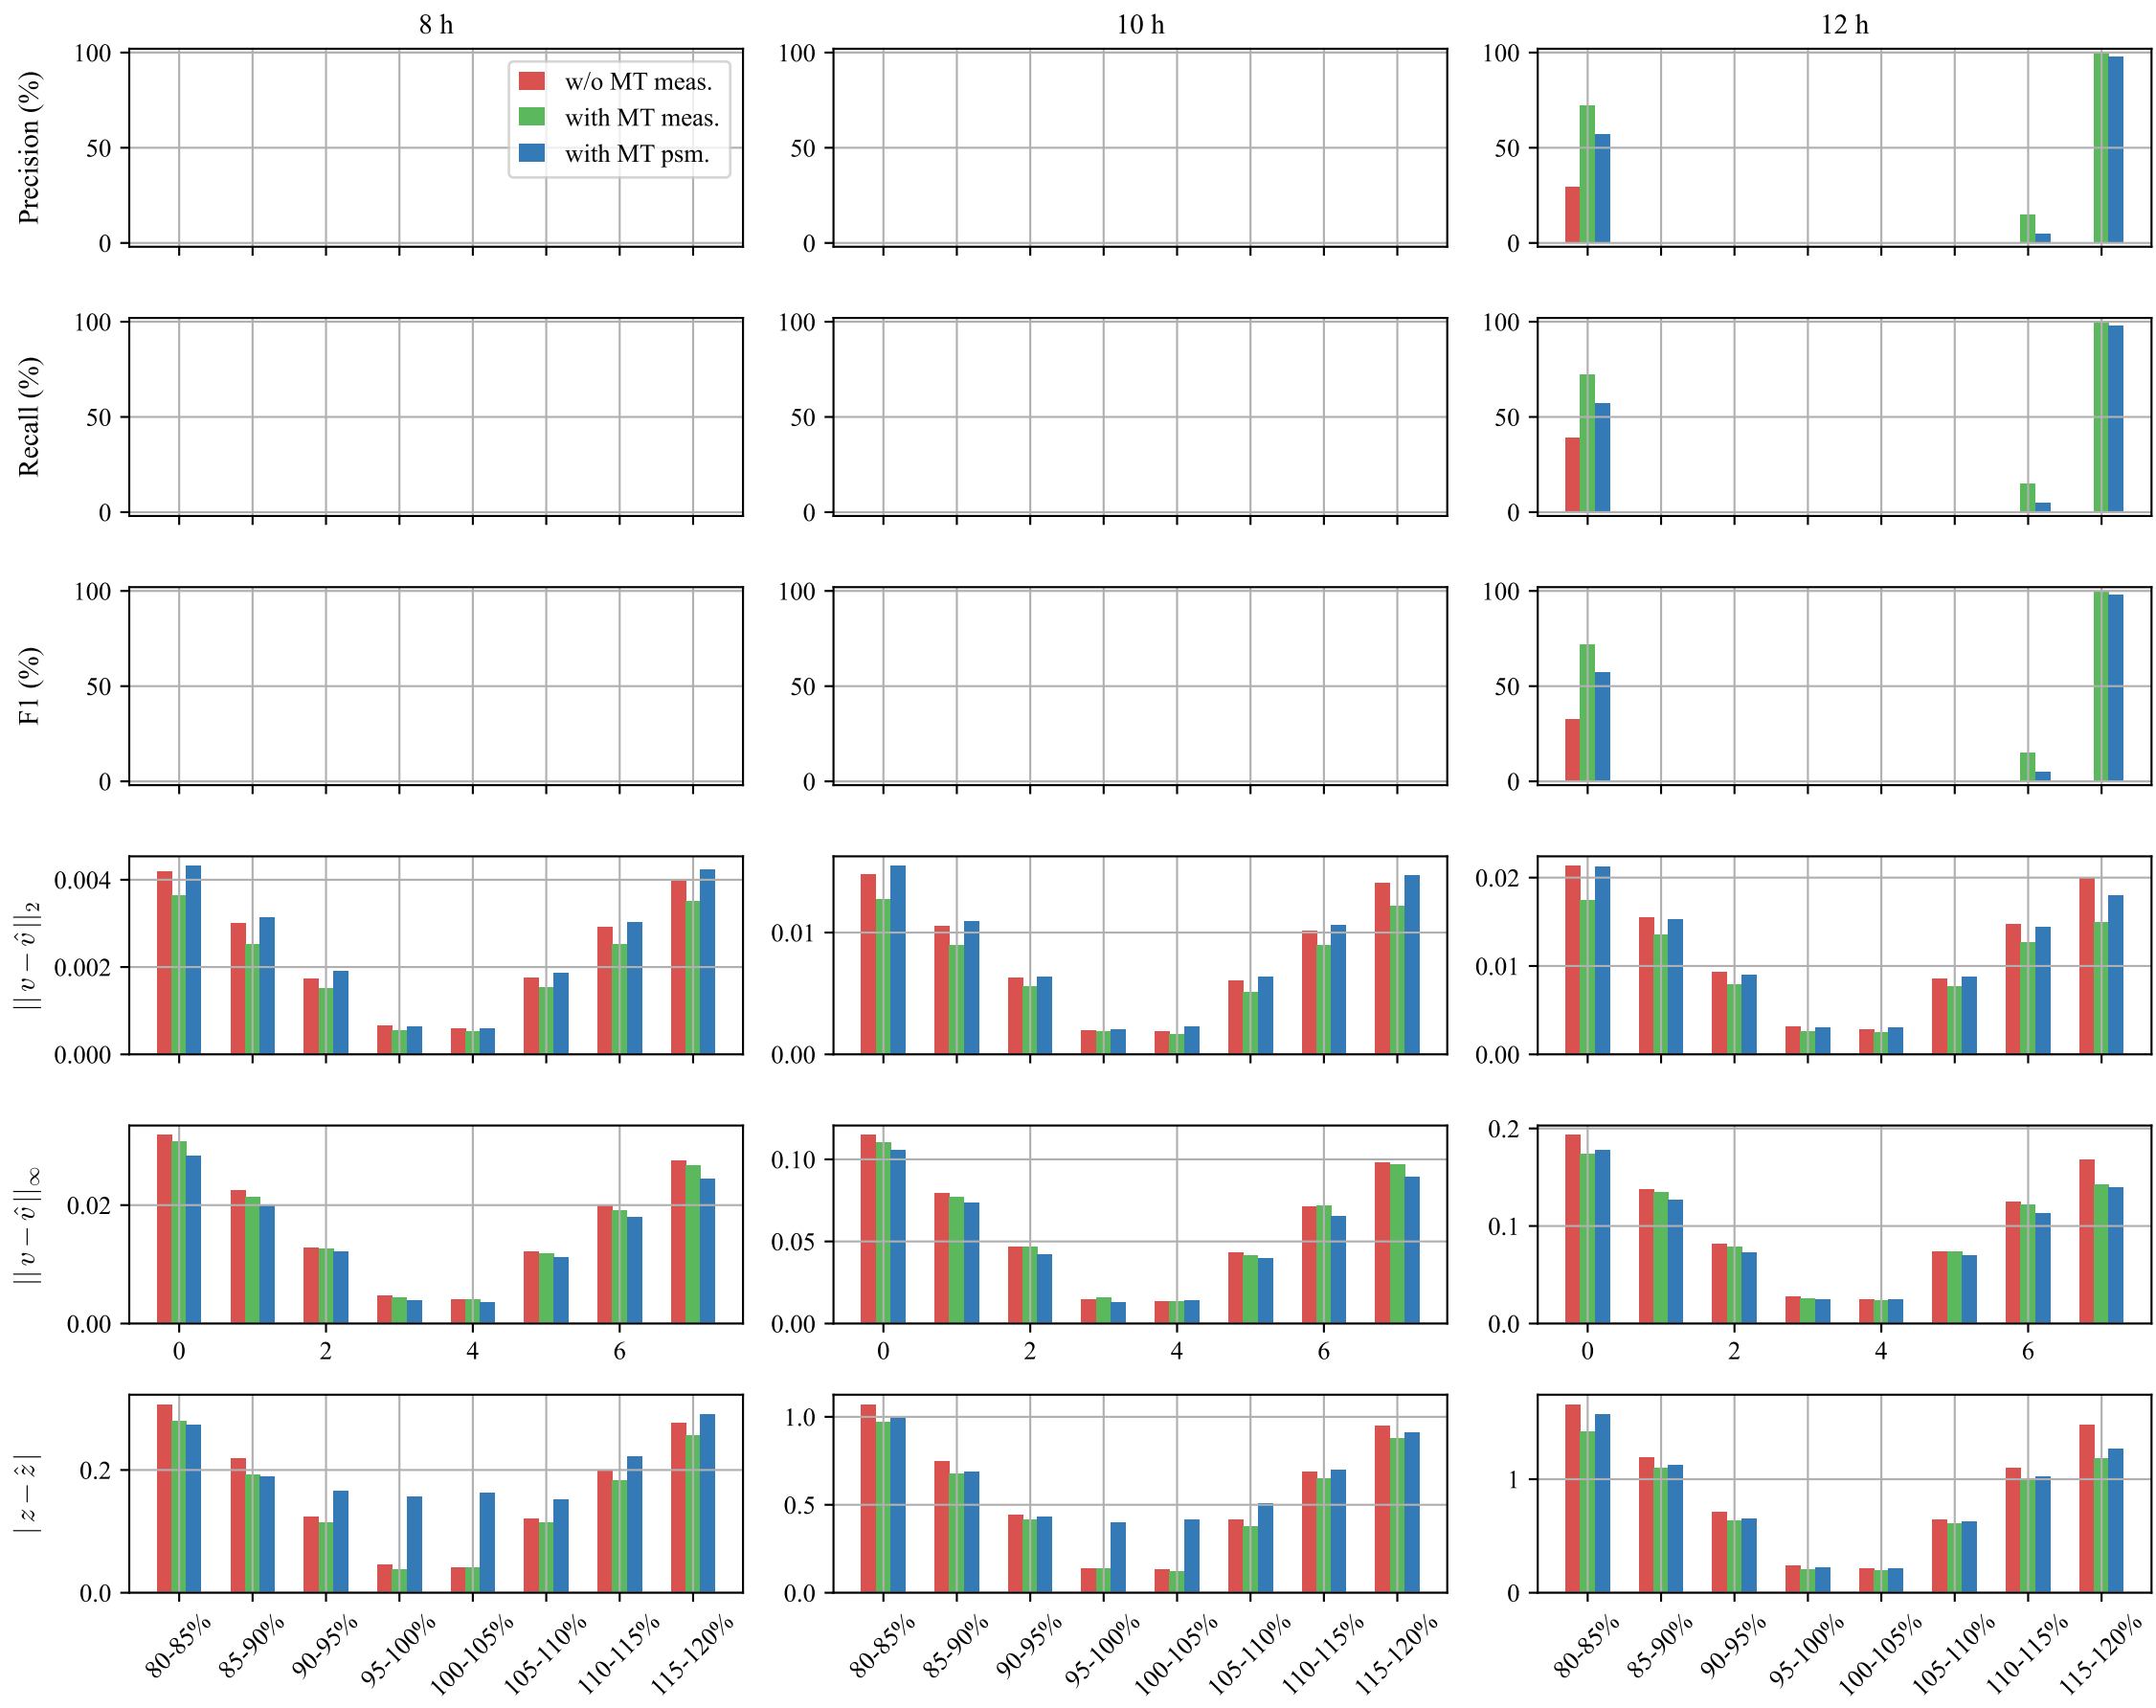 8 h
10 h
12 h
Precision (%)
100
50
0
w/o MT meas.
with MT meas.
with MT psm.
100
50
0
100
50
0
Recall (%)
100
50
0
100
50
0
100
50
0
F1 (%)
100
50
0
100
50
0
100
50
0
||v − v̂||₂
0.004
0.002
0.000
0.01
0.00
0.02
0.01
0.00
||v − v̂||∞
0.02
0.00
0 2 4 6
0.10
0.05
0.00
0 2 4 6
0.2
0.1
0.0
0 2 4 6
|z − ẑ|
0.2
0.0
1.0
0.5
0.0
1
0
80-85% 85-90% 90-95% 95-100% 100-105% 105-110% 110-115% 115-120%
80-85% 85-90% 90-95% 95-100% 100-105% 105-110% 110-115% 115-120%
80-85% 85-90% 90-95% 95-100% 100-105% 105-110% 110-115% 115-120%